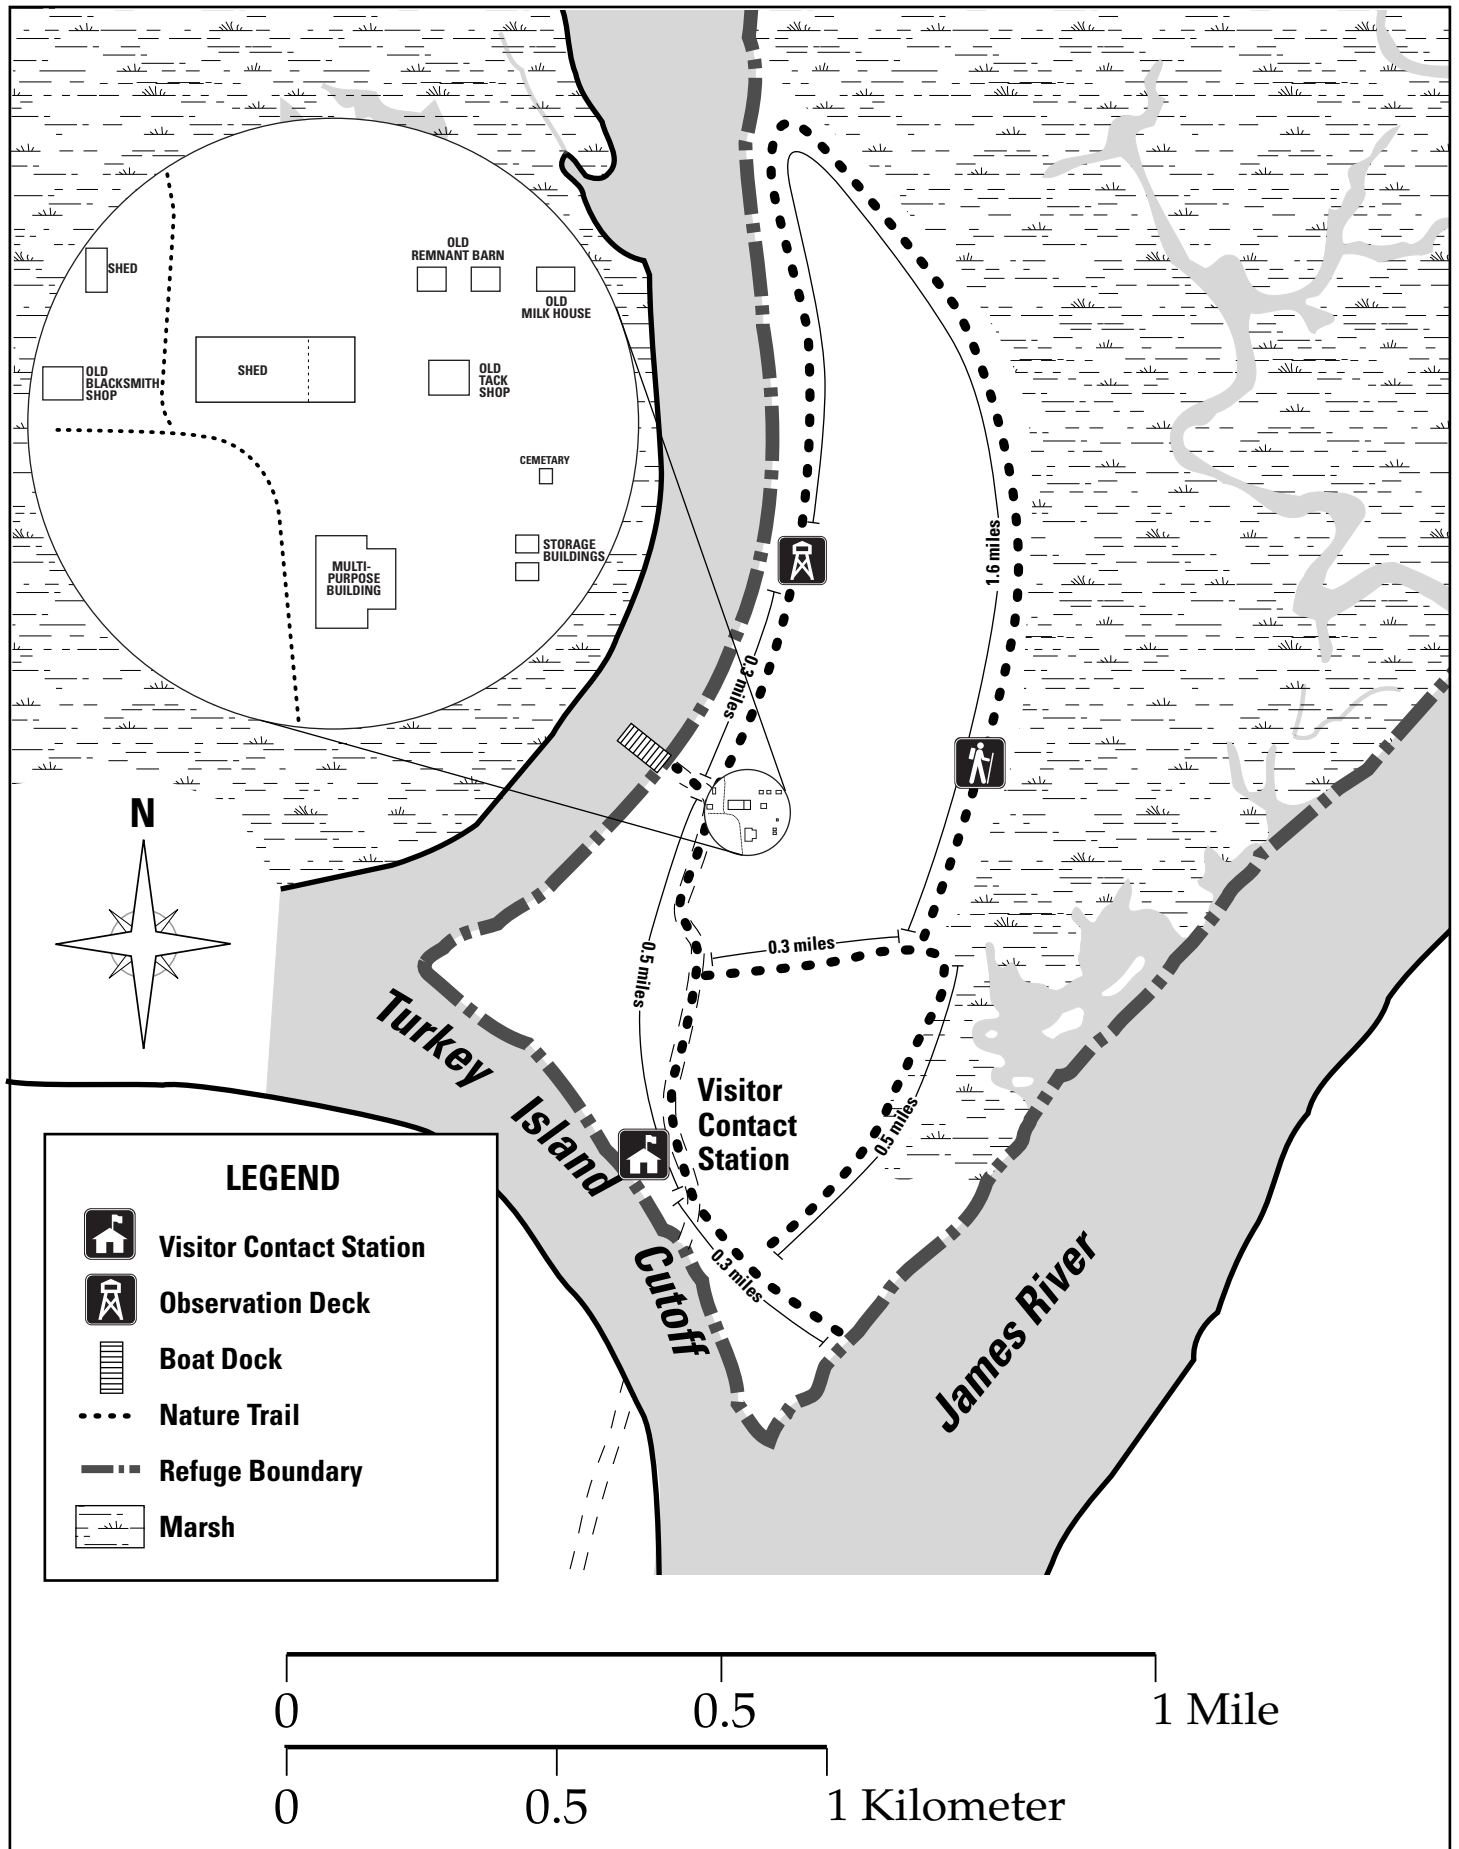 OLD
REMNANT BARN
SHED
OLD
MILK HOUSE
SHED
OLD
BLACKSMITH
SHOP
OLD
TACK
SHOP
CEMETARY
STORAGE
BUILDINGS
MULTI-
PURPOSE
BUILDING
1.6 miles
0.3 miles
N
0.3 miles
0.5 miles
Turkey
Island
Cutoff
Visitor
Contact
Station
0.5 miles
0.3 miles
James River
LEGEND
Visitor Contact Station
Observation Deck
Boat Dock
Nature Trail
Refuge Boundary
Marsh
0 0.5 1 Mile
0 0.5 1 Kilometer